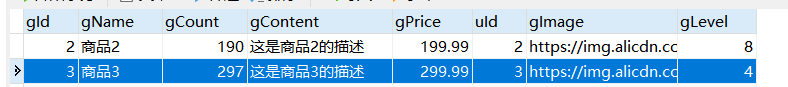 gId gName gCount gContent gPrice uId gImage gLevel
2 商品2 190 这是商品2的描述 199.99 2 https://img.alicdn.cc 8
3 商品3 297 这是商品3的描述 299.99 3 https://img.alicdn.cc 4